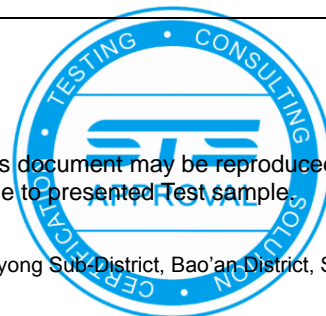 TESTING • CONSULTING • SOLUTION • CERTIFICATION •
STS
s document may be reproduced
e to presented Test sample.
APPROVAL
yong Sub-District, Bao'an District, S